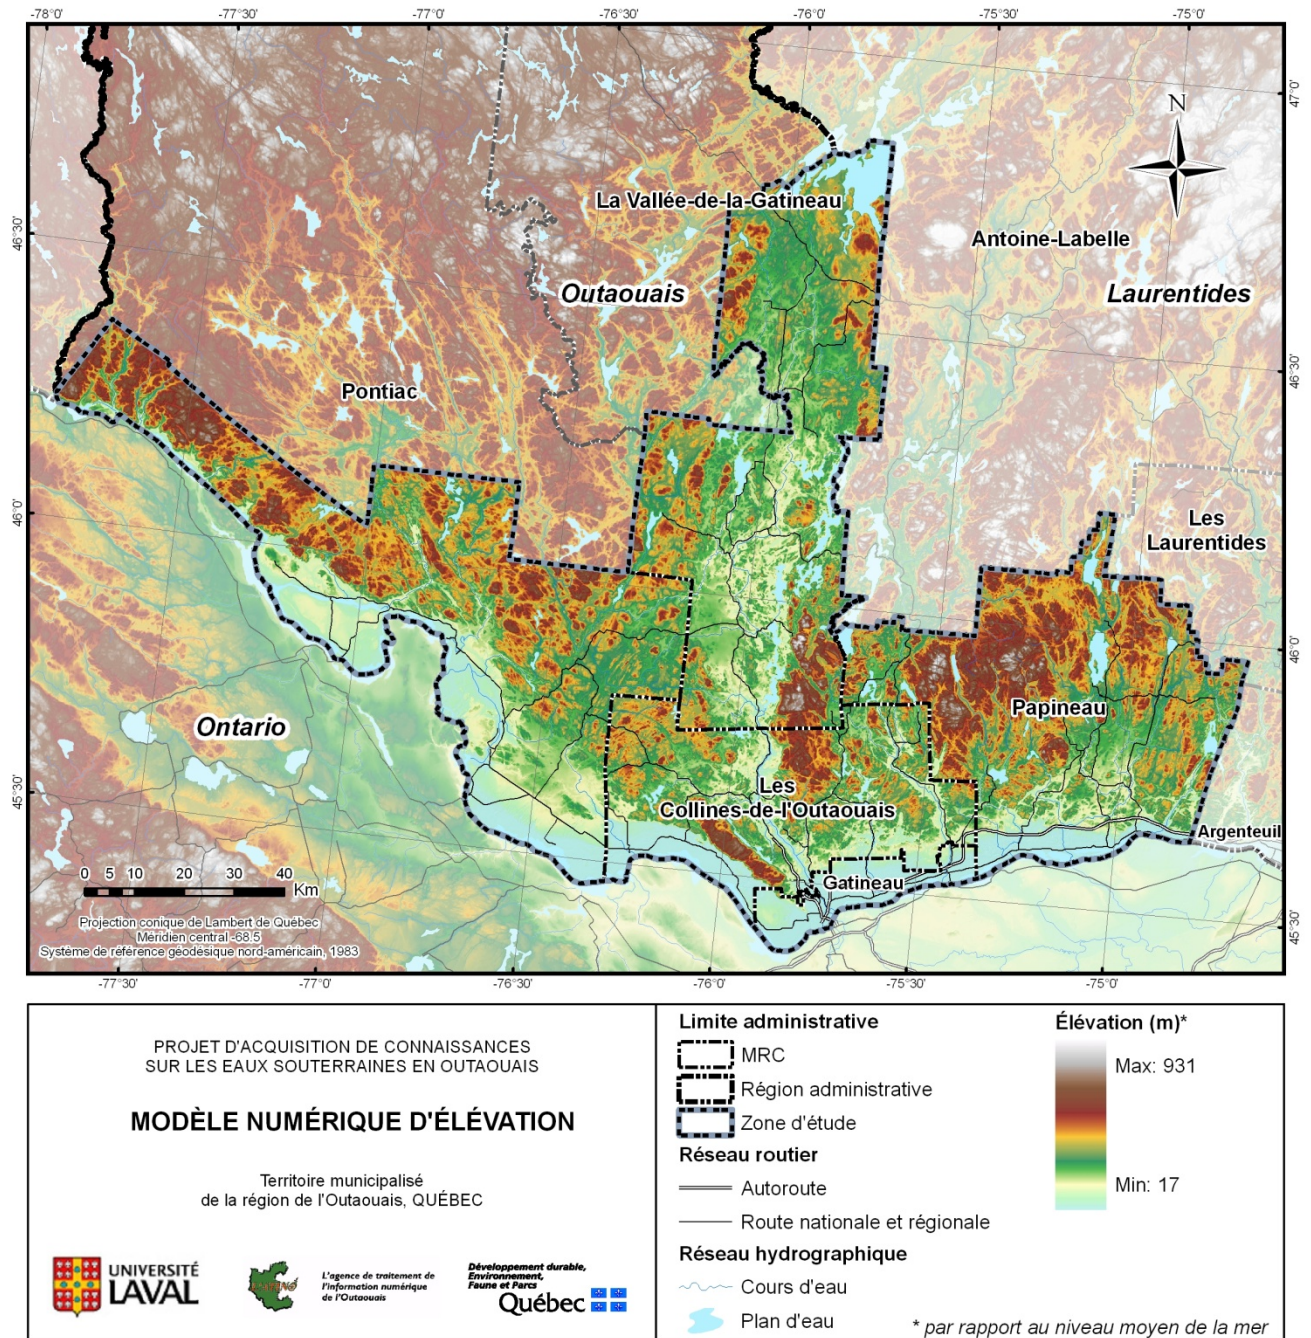 -78°0' -77°30' -77°0' -76°30' -76°0' -75°30' -75°0'
47°0'
N
La Vallée-de-la-Gatineau
Antoine-Labelle
46°30'
Outaouais
Laurentides
46°30'
Pontiac
46°0'
Les
Laurentides
46°0'
Papineau
Ontario
45°30'
Les
Collines-de-l'Outaouais
Argenteuil
Gatineau
0 5 10 20 30 40
Km
45°30'
Projection conique de Lambert de Québec
Méridien central -68.5
Système de référence géodésique nord-américain, 1983
-77°30' -77°0' -76°30' -76°0' -75°30' -75°0'
PROJET D'ACQUISITION DE CONNAISSANCES
SUR LES EAUX SOUTERRAINES EN OUTAOUAIS
MODÈLE NUMÉRIQUE D'ÉLÉVATION
Territoire municipalisé
de la région de l'Outaouais, QUÉBEC
UNIVERSITÉ
LAVAL
L'agence de traitement de
l'information numérique
de l'Outaouais
Développement durable,
Environnement,
Faune et Parcs
Québec
Limite administrative
MRC
Région administrative
Zone d'étude
Réseau routier
Autoroute
Route nationale et régionale
Réseau hydrographique
Cours d'eau
Plan d'eau
Élévation (m)*
Max: 931
Min: 17
* par rapport au niveau moyen de la mer